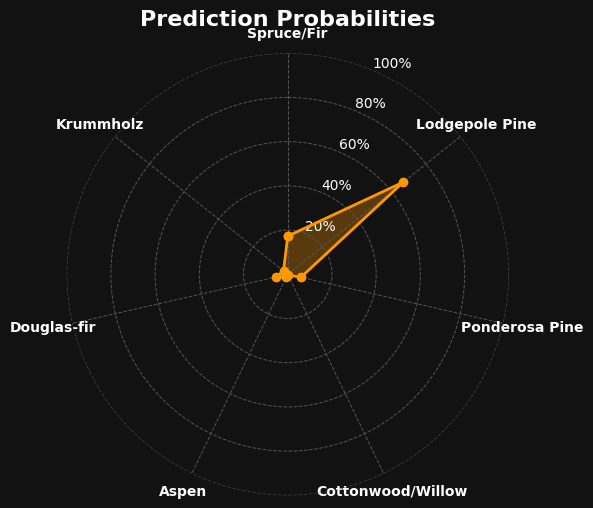 Prediction Probabilities
Spruce/Fir
100%
80%
Krummholz
Lodgepole Pine
60%
40%
20%
Douglas-fir
Ponderosa Pine
Aspen
Cottonwood/Willow